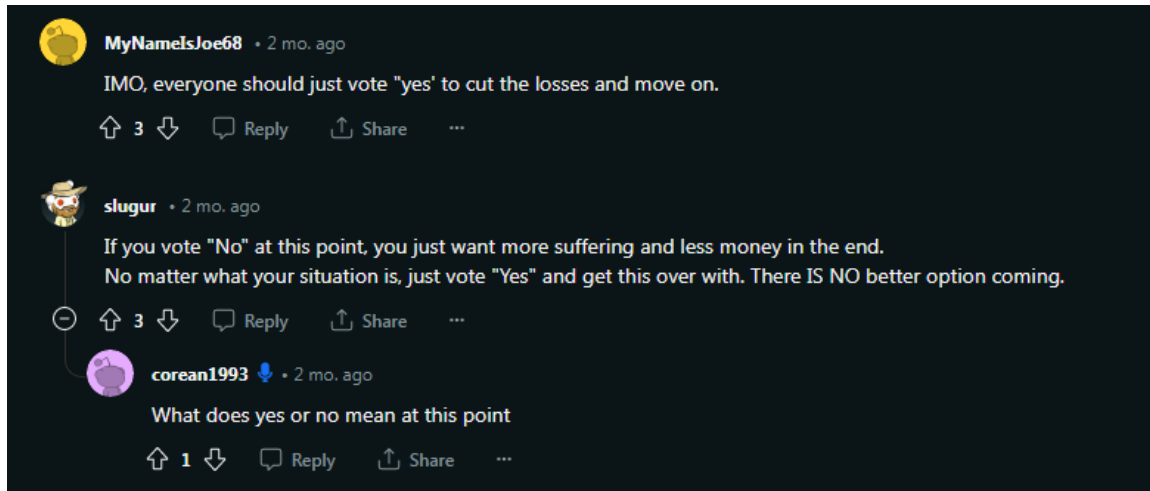 MyNameIsJoe68 • 2 mo. ago
IMO, everyone should just vote "yes' to cut the losses and move on.
3 Reply Share ...
slugur • 2 mo. ago
If you vote "No" at this point, you just want more suffering and less money in the end.
No matter what your situation is, just vote "Yes" and get this over with. There IS NO better option coming.
3 Reply Share ...
corean1993 • 2 mo. ago
What does yes or no mean at this point
1 Reply Share ...